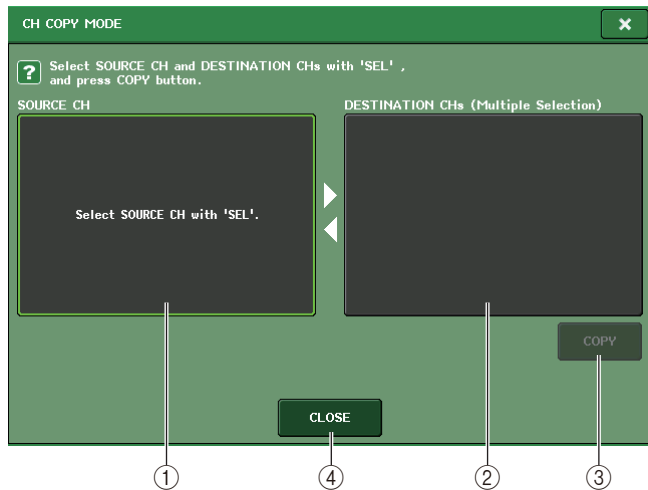 CH COPY MODE
×
? Select SOURCE CH and DESTINATION CHs with 'SEL' ,
and press COPY button.
SOURCE CH
DESTINATION CHs (Multiple Selection)
Select SOURCE CH with 'SEL'.
COPY
CLOSE
① ④ ② ③